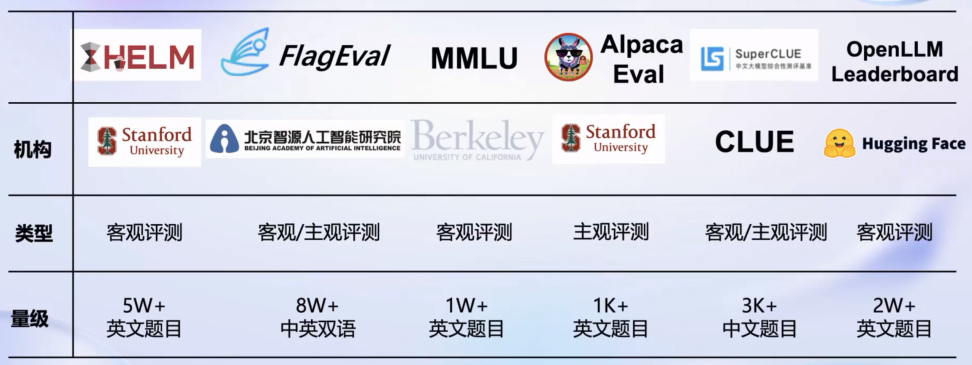 HELM
FlagEval
MMLU
Alpaca
Eval
SuperCLUE
中文大模型综合性测评基准
OpenLLM
Leaderboard
机构
Stanford
University
北京智源人工智能研究院
BEIJING ACADEMY OF ARTIFICIAL INTELLIGENCE
Berkeley
UNIVERSITY OF CALIFORNIA
Stanford
University
CLUE
Hugging Face
类型
客观评测
客观/主观评测
客观评测
主观评测
客观/主观评测
客观评测
量级
5W+
英文题目
8W+
中英双语
1W+
英文题目
1K+
英文题目
3K+
中文题目
2W+
英文题目